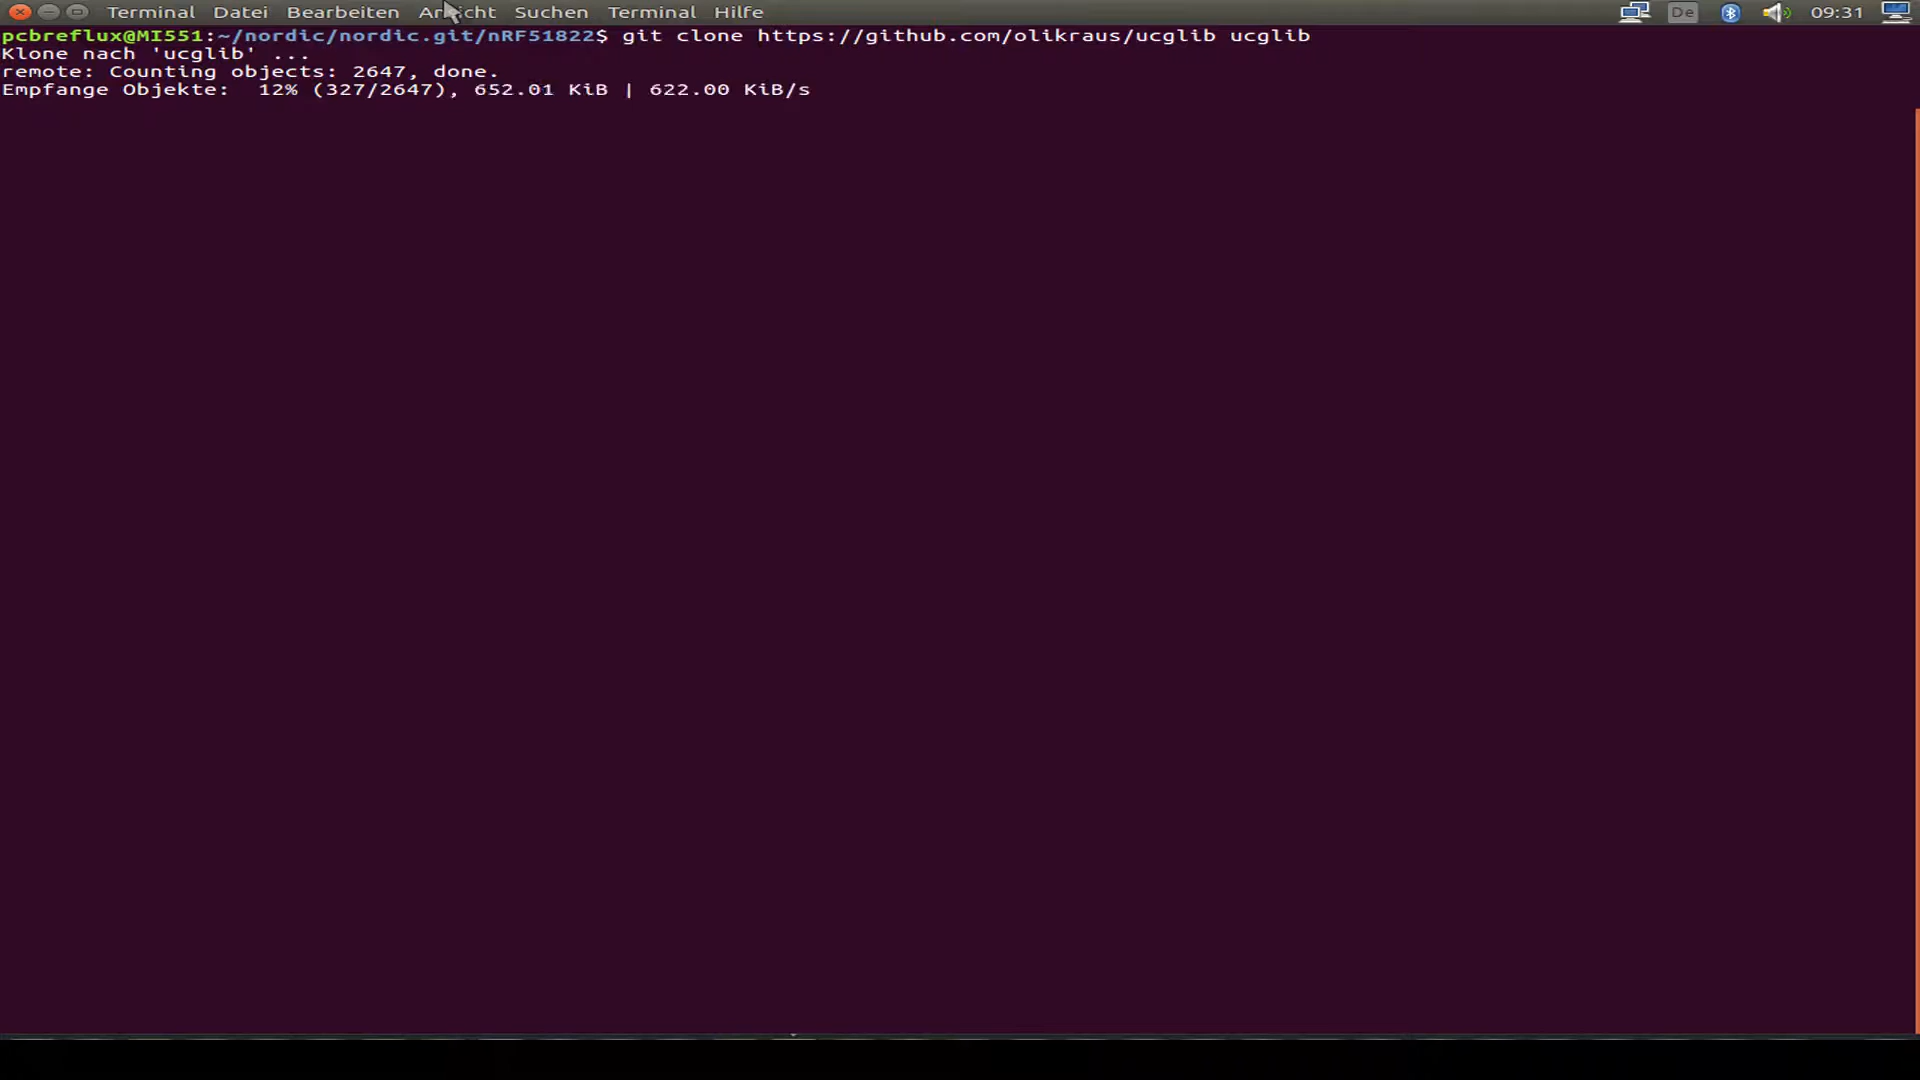 Terminal Datei Bearbeiten Ansicht Suchen Terminal Hilfe De 09:31
pcbreflux@MI551:~/nordic/nordic.git/nRF51822$ git clone https://github.com/olikraus/ucglib ucglib
Klone nach 'ucglib' ...
remote: Counting objects: 2647, done.
Empfange Objekte:  12% (327/2647), 652.01 KiB | 622.00 KiB/s